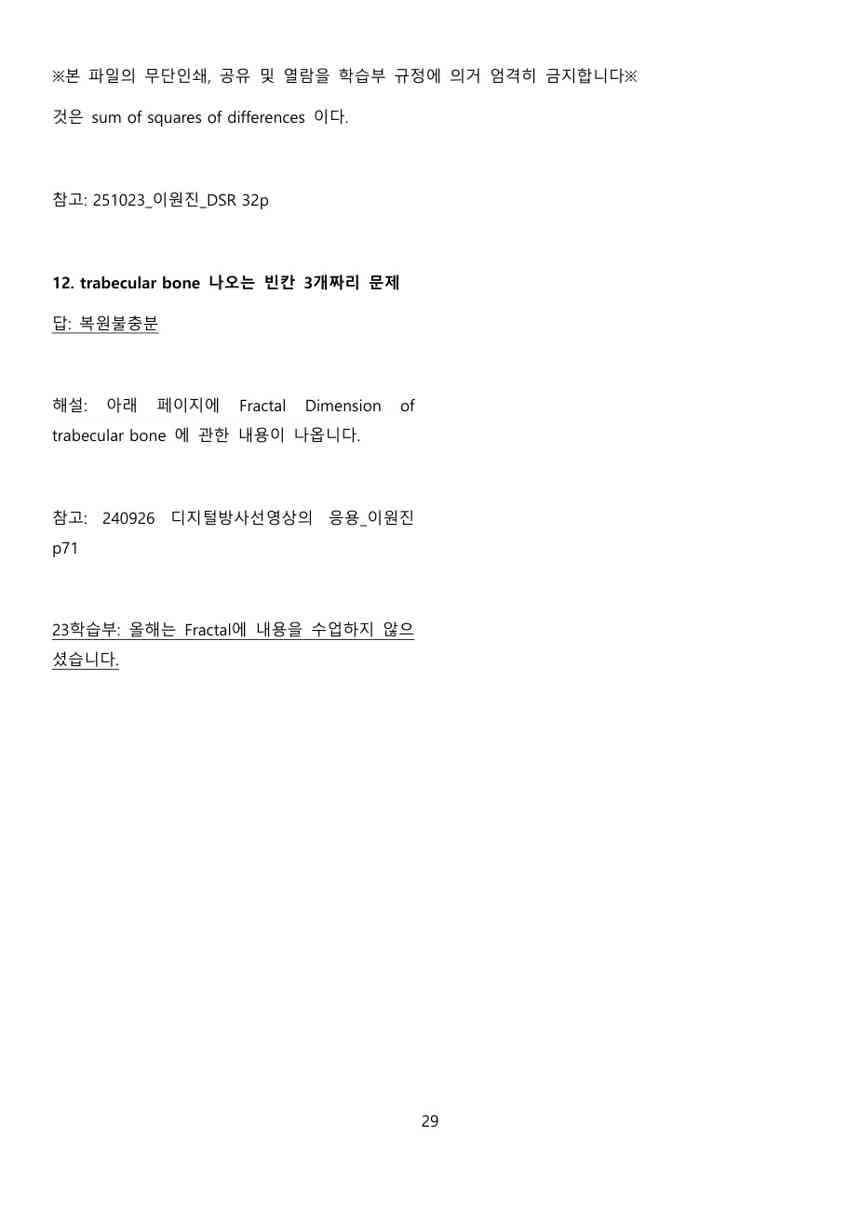 ※본 파일의 무단인쇄, 공유 및 열람을 학습부 규정에 의거 엄격히 금지합니다※
것은 sum of squares of differences 이다.
참고: 251023_이원진_DSR 32p
12. trabecular bone 나오는 빈칸 3개짜리 문제
답: 복원불충분
해설: 아래 페이지에 Fractal Dimension of
trabecular bone 에 관한 내용이 나옵니다.
참고: 240926 디지털방사선영상의 응용_이원진
p71
23학습부: 올해는 Fractal에 내용을 수업하지 않으
셨습니다.
29